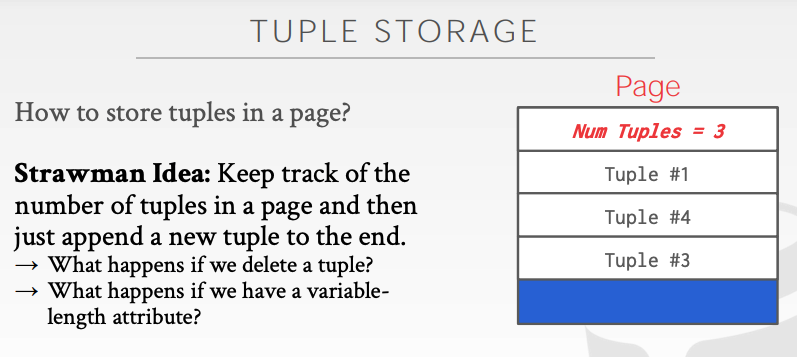 TUPLE STORAGE
How to store tuples in a page?
Strawman Idea: Keep track of the
number of tuples in a page and then
just append a new tuple to the end.
→ What happens if we delete a tuple?
→ What happens if we have a variable-
length attribute?
Page
Num Tuples = 3
Tuple #1
Tuple #4
Tuple #3